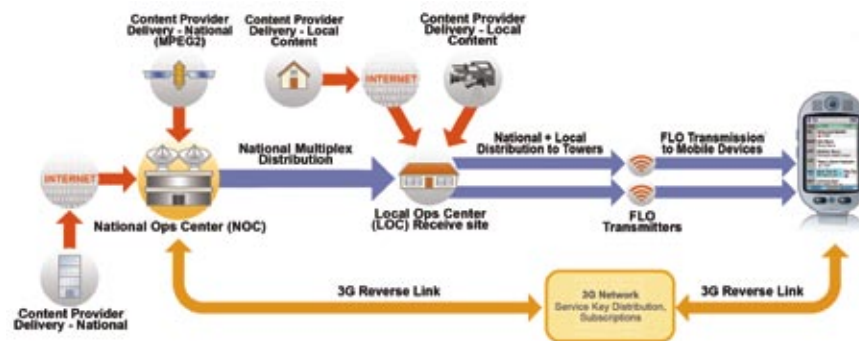 Content Provider
Delivery - National
(MPEG2)
Content Provider
Delivery - Local
Content
Content Provider
Delivery - Local
Content
INTERNET
National Multiplex
Distribution
National + Local
Distribution to Towers
FLO Transmission
to Mobile Devices
INTERNET
National Ops Center (NOC)
Local Ops Center
(LOC) Receive site
FLO
Transmitters
Content Provider
Delivery - National
3G Reverse Link
3G Network
Service Key Distribution,
Subscriptions
3G Reverse Link